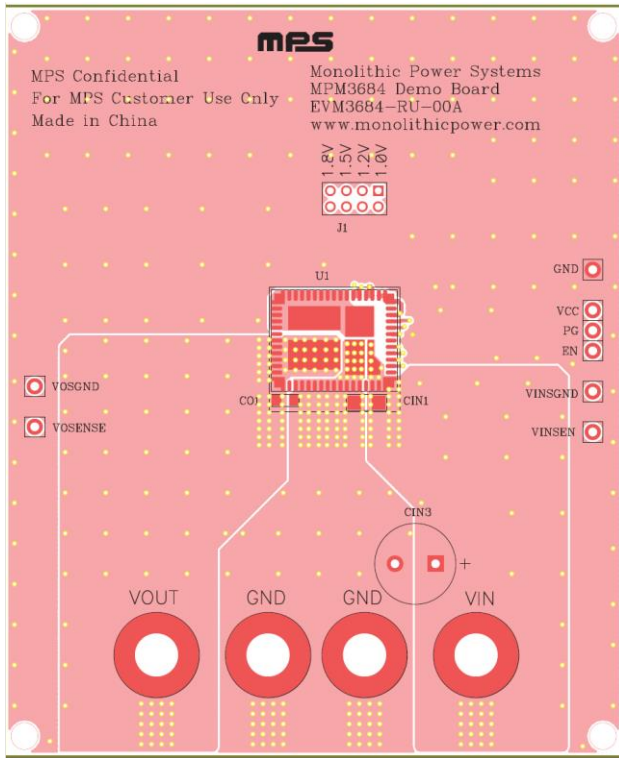 MPS
MPS Confidential
For MPS Customer Use Only
Made in China
Monolithic Power Systems
MPM3684 Demo Board
EVM3684-RU-00A
www.monolithicpower.com
1.8V
1.5V
1.2V
1.0V
J1
U1
GND
VCC
PG
EN
VOSGND
VINSGND
CO1
CIN1
VOSENSE
VINSEN
CIN3
+
VOUT
GND
GND
VIN